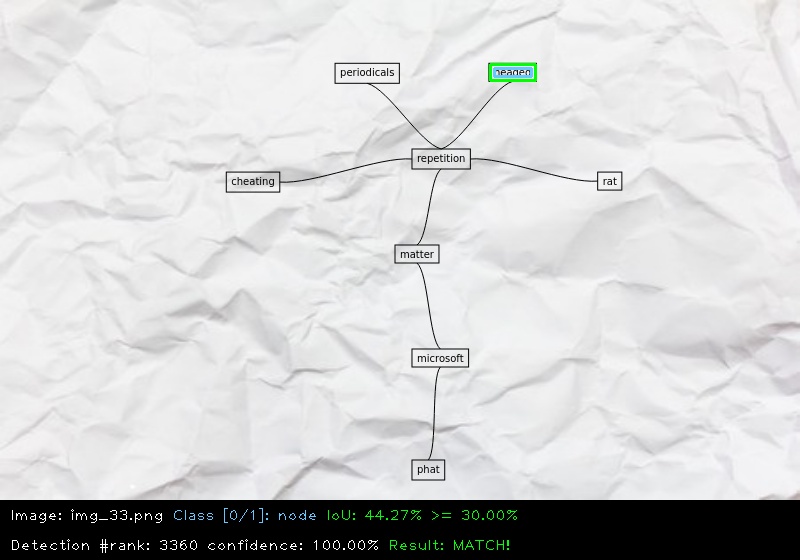 periodicals
repetition
cheating
rat
matter
microsoft
phat
Image: img_33.png Class [0/1]: node IoU: 44.27% >= 30.00%
Detection #rank: 3360 confidence: 100.00% Result: MATCH!